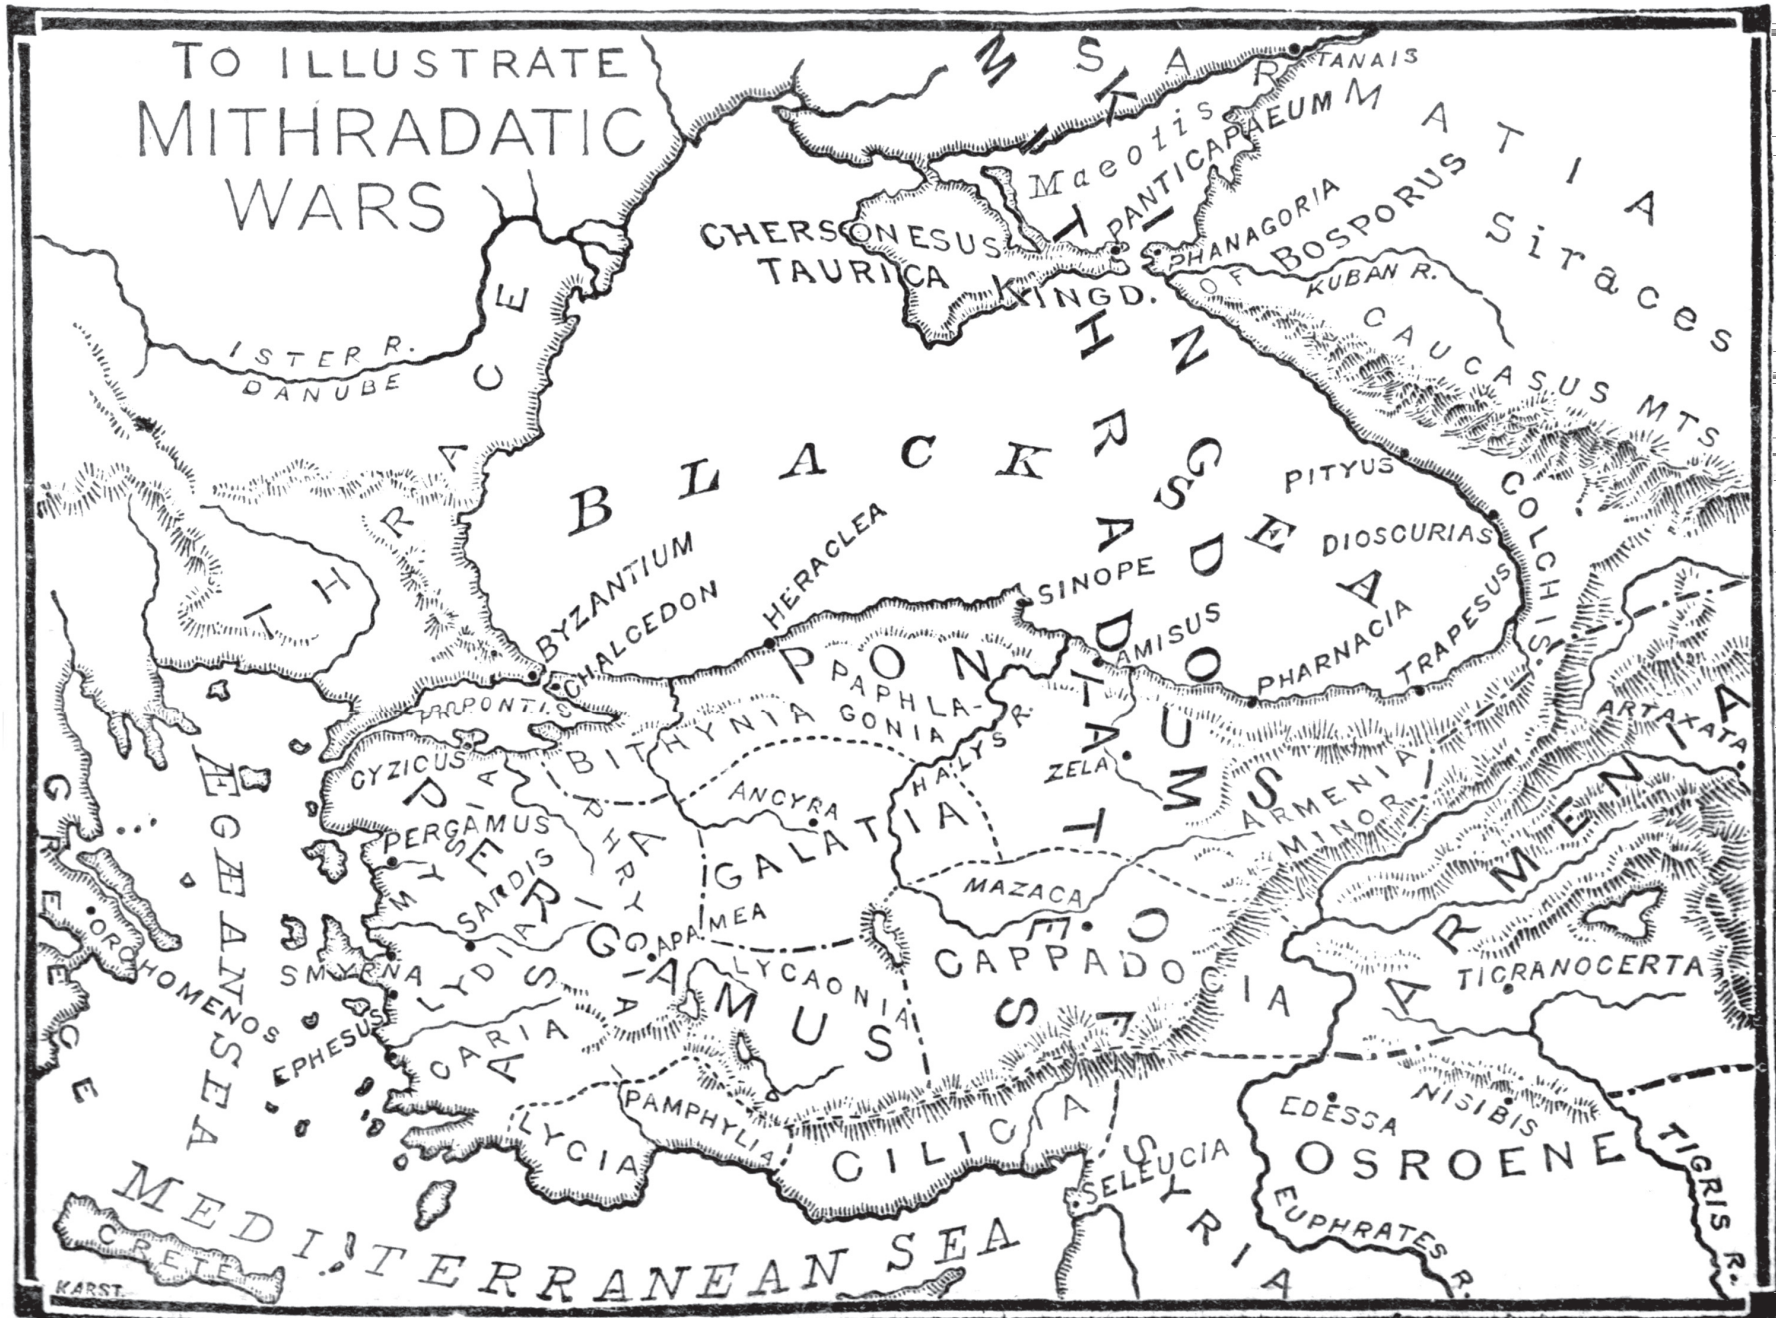 TO ILLUSTRATE
MITHRADATIC
WARS
TANAIS
SARMATIA
Maeotis
PANTICAPAEUM
PHANAGORIA
KINGD. OF BOSPORUS
Siraces
CHERSONESUS
TAURICA
KUBAN R.
CAUCASUS MTS
ISTER R.
DANUBE
THRACE
BLACK SEA
KINGDOM OF
MITHRADATES
PITYUS
DIOSCURIAS
COLCHIS
BYZANTIUM
CHALCEDON
HERACLEA
SINOPE
AMISUS
PHARNACIA
TRAPESUS
PROPONTIS
PONTUS
PAPHLA-
GONIA
BITHYNIA
HALYS R.
ZELA
ARTAXATA
ARMENIA
ARMENIA
MINOR
CYZICUS
PERGAMUS
MYSIA
PHRYGIA
ANCYRA
GALATIA
MAZACA
SARDIS
LYDIA
APAMEA
SMYRNA
EPHESUS
CARIA
LYCAONIA
CAPPADOCIA
TIGRANOCERTA
PERGAMUS
ASIA
GREECE
ORCHOMENOS
ÆGÆAN SEA
LYCIA
PAMPHYLIA
CILICIA
SELEUCIA
SYRIA
EDESSA
NISIBIS
OSROENE
EUPHRATES R.
TIGRIS R.
MEDITERRANEAN SEA
CRETE
KARST.